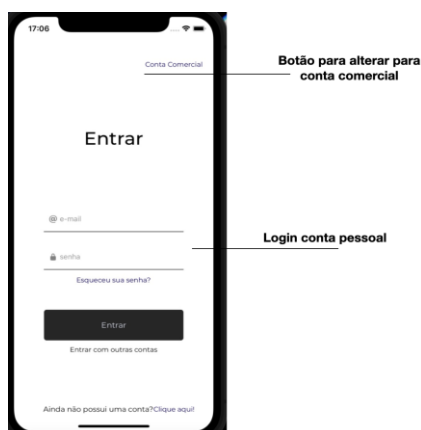 17:06
Conta Comercial
Botão para alterar para
conta comercial
Entrar
@ e-mail
Login conta pessoal
senha
Esqueceu sua senha?
Entrar
Entrar com outras contas
Ainda não possui uma conta?Clique aqui!